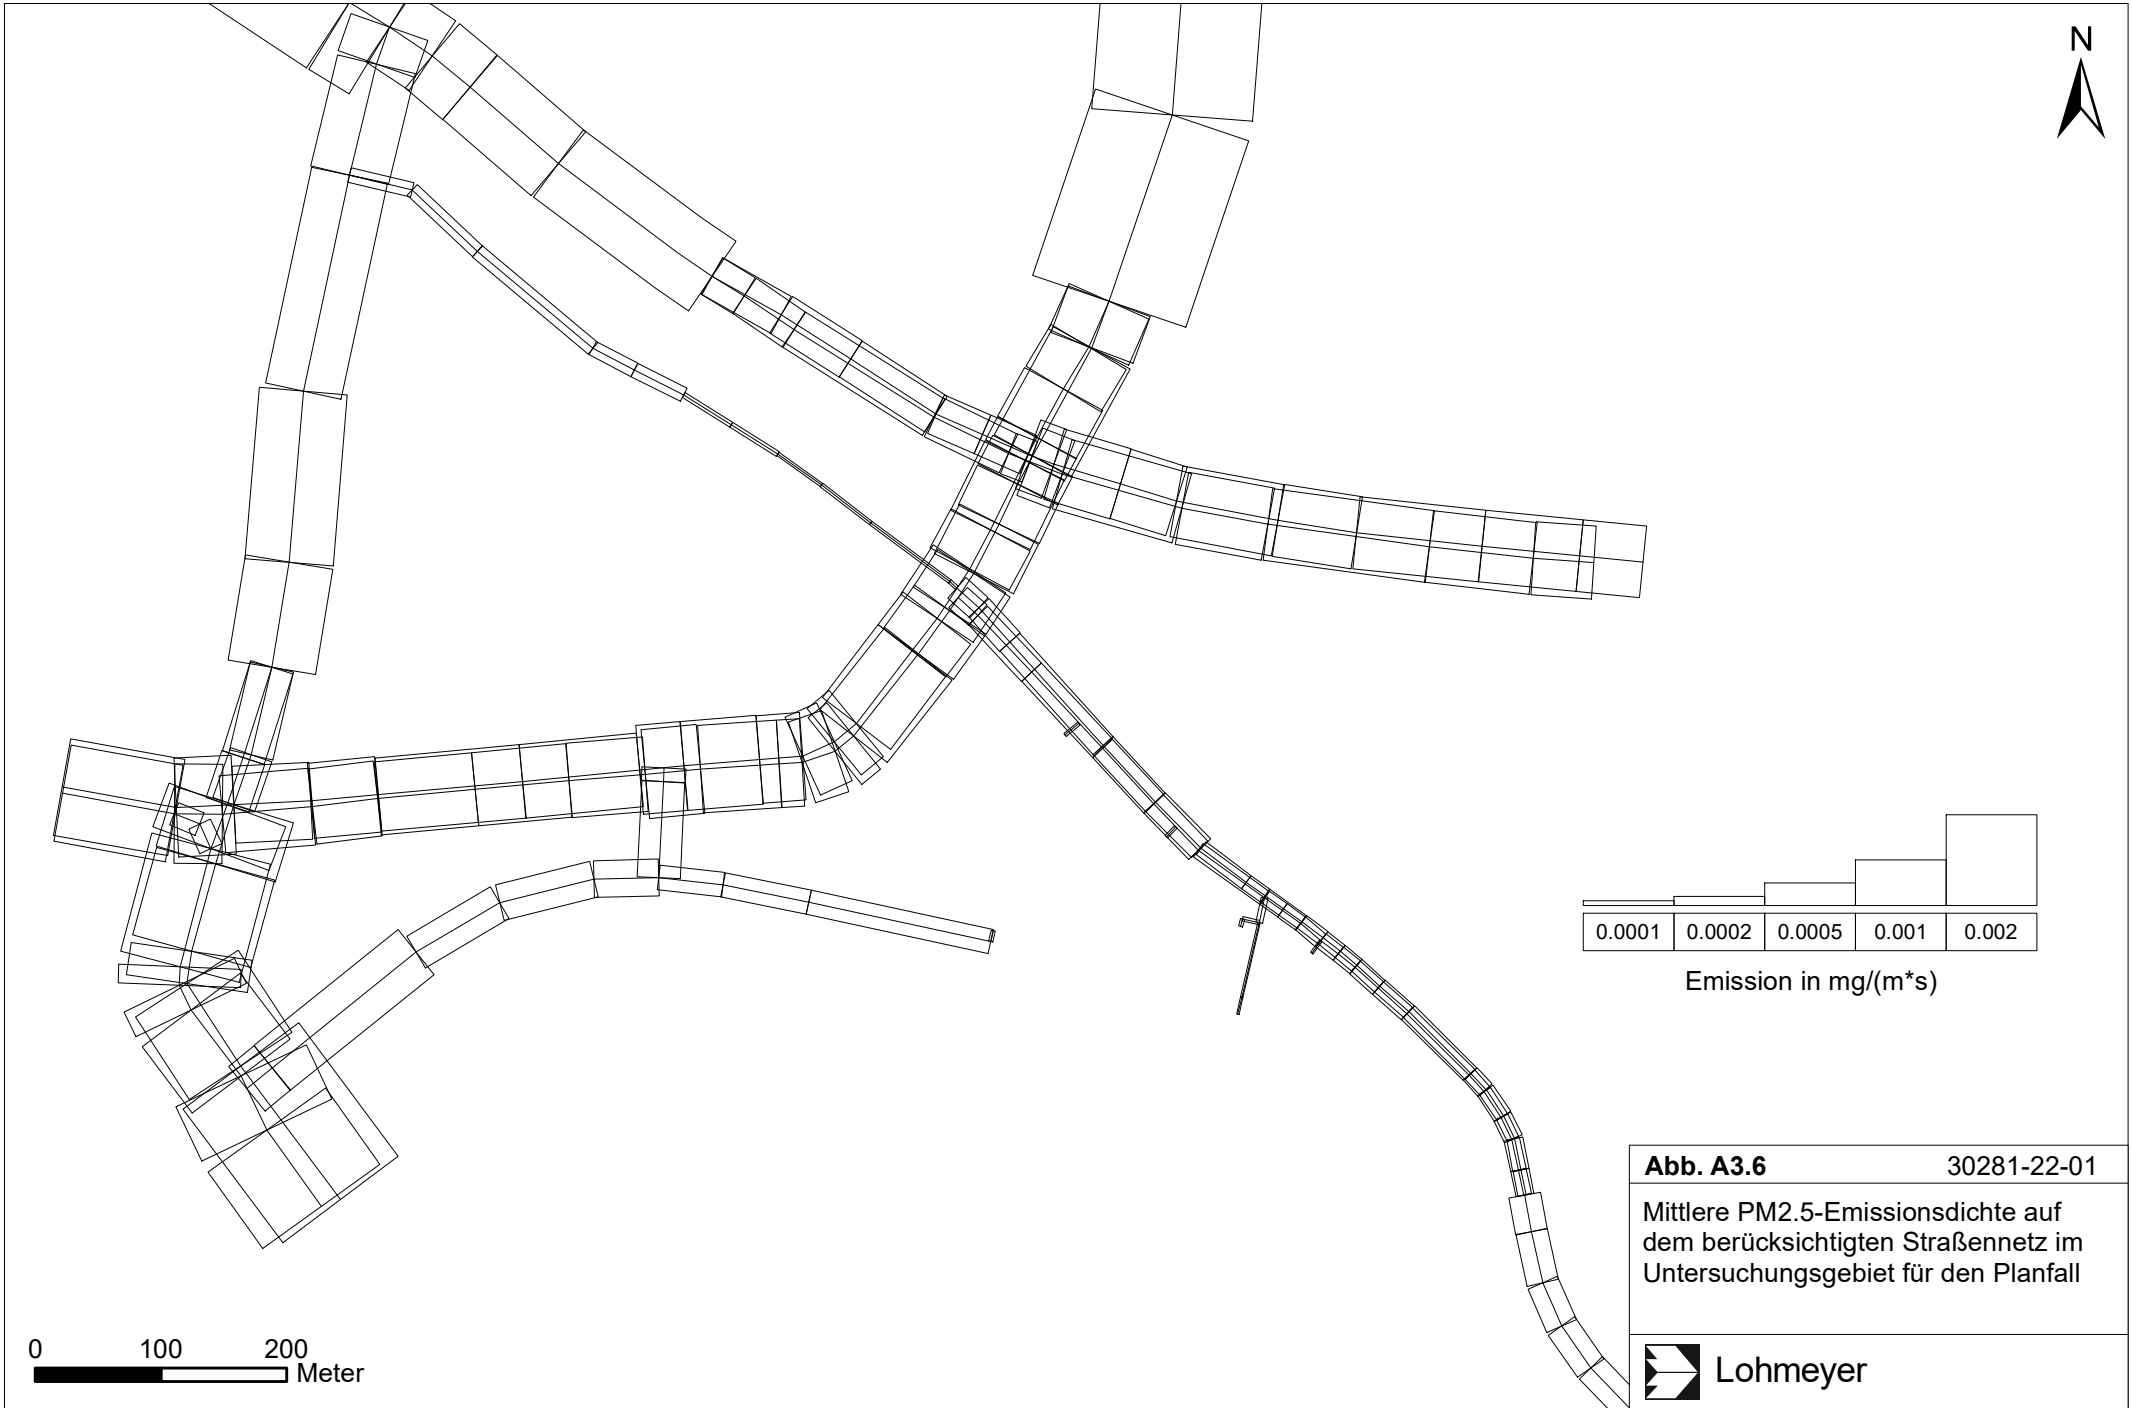 N
0.0001 0.0002 0.0005 0.001 0.002
Emission in mg/(m*s)
Abb. A3.6 30281-22-01
Mittlere PM2.5-Emissionsdichte auf
dem berücksichtigten Straßennetz im
Untersuchungsgebiet für den Planfall
0 100 200
Meter
Lohmeyer